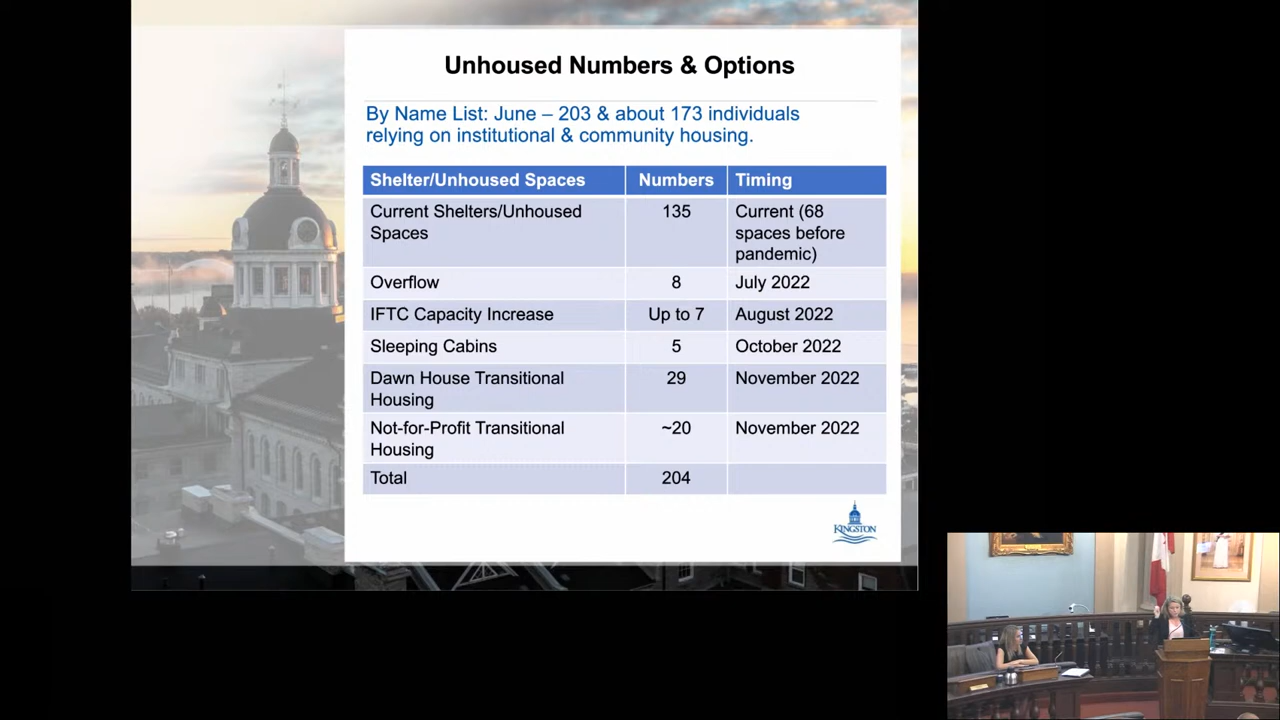 Unhoused Numbers & Options
By Name List: June – 203 & about 173 individuals
relying on institutional & community housing.
Shelter/Unhoused Spaces Numbers Timing
Current Shelters/Unhoused Spaces 135 Current (68 spaces before pandemic)
Overflow 8 July 2022
IFTC Capacity Increase Up to 7 August 2022
Sleeping Cabins 5 October 2022
Dawn House Transitional Housing 29 November 2022
Not-for-Profit Transitional Housing ~20 November 2022
Total 204
KINGSTON